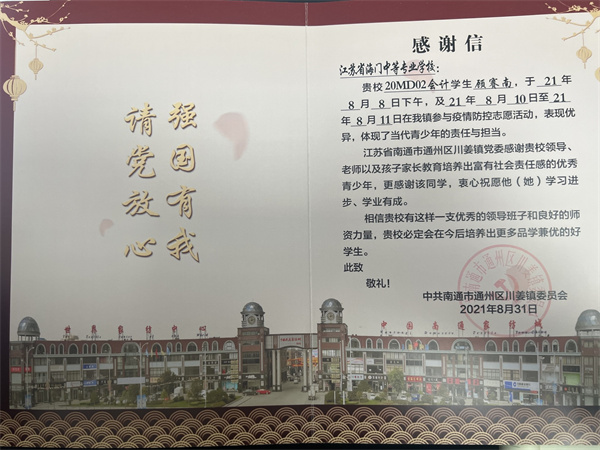 请党放心
强国有我
感谢信
江苏省海门中等专业学校：
贵校20MD02会计学生顾赛南，于21年
8月8日下午，及21年8月10日至21
年8月11日在我镇参与疫情防控志愿活动，表现优
异，体现了当代青少年的责任与担当。
江苏省南通市通州区川姜镇党委感谢贵校领导、
老师以及孩子家长教育培养出富有社会责任感的优秀
青少年，更感谢该同学，衷心祝愿他（她）学习进
步、学业有成。
相信贵校有这样一支优秀的领导班子和良好的师
资力量，贵校必定会在今后培养出更多品学兼优的好
学生。
此致
敬礼！
中共南通市通州区川姜镇委员会
2021年8月31日
世界家纺中心
中国南通家纺城